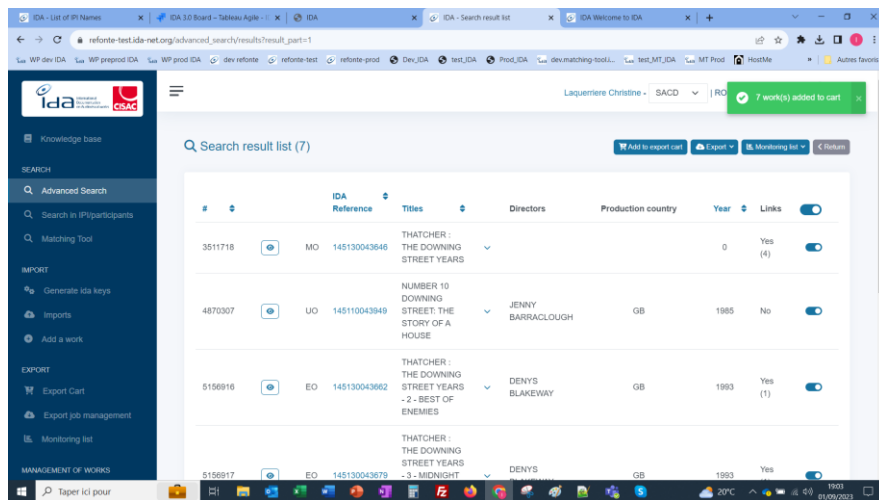 IDA - List of IPI Names
IDA 3.0 Board – Tableau Agile -
IDA
IDA - Search result list
IDA Welcome to IDA
refonte-test.ida-net.org/advanced_search/results?result_part=1
WP dev IDA
WP preprod IDA
WP prod IDA
dev refonte
refonte-test
refonte-prod
Dev_IDA
test_IDA
Prod_IDA
dev.matching-tool.i...
test_MT_IDA
MT Prod
HostMe
Autres favoris
ida
CISAC
Laquerriere Christine -
SACD
| RO
7 work(s) added to cart
Knowledge base
SEARCH
Advanced Search
Search in IPI/participants
Matching Tool
IMPORT
Generate ida keys
Imports
Add a work
EXPORT
Export Cart
Export job management
Monitoring list
MANAGEMENT OF WORKS
Search result list (7)
Add to export cart
Export
Monitoring list
Return
#
IDA
Reference
Titles
Directors
Production country
Year
Links
3511718
MO
145130043646
THATCHER :
THE DOWNING
STREET YEARS
0
Yes
(4)
4870307
UO
145110043949
NUMBER 10
DOWNING
STREET: THE
STORY OF A
HOUSE
JENNY
BARRACLOUGH
GB
1985
No
5156916
EO
145130043662
THATCHER :
THE DOWNING
STREET YEARS
- 2 - BEST OF
ENEMIES
DENYS
BLAKEWAY
GB
1993
Yes
(1)
5156917
EO
145130043679
THATCHER :
THE DOWNING
STREET YEARS
- 3 - MIDNIGHT
DENYS
GB
1993
Yes
Taper ici pour
20°C
19:03
01/09/2023